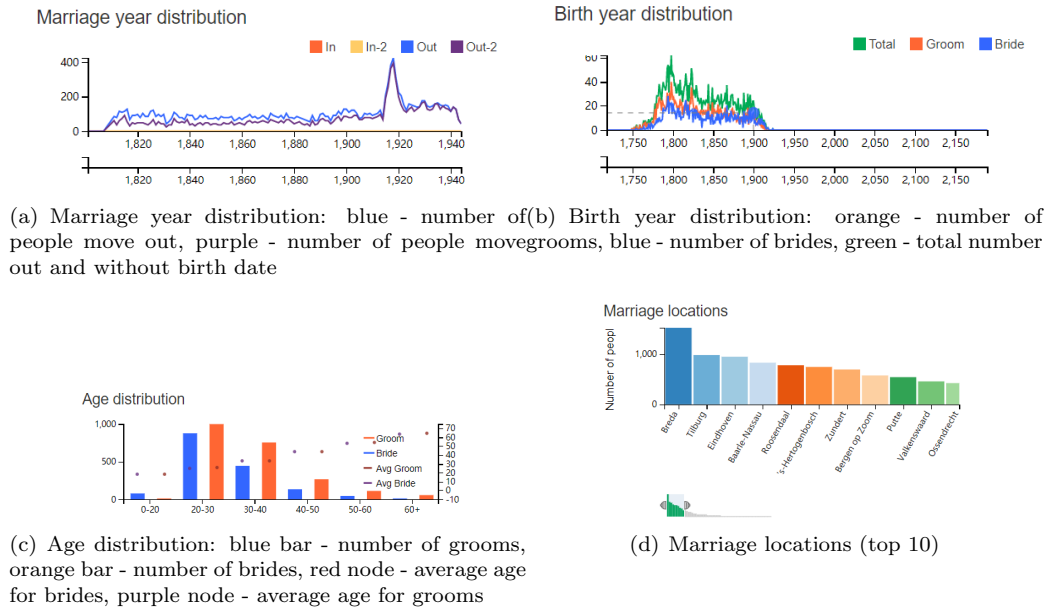 Marriage year distribution
In In-2 Out Out-2
400
200
0
1,820 1,840 1,860 1,880 1,900 1,920 1,940
1,820 1,840 1,860 1,880 1,900 1,920 1,940
(a) Marriage year distribution: blue - number of
people move out, purple - number of people move
out and without birth date
Birth year distribution
Total Groom Bride
60
40
20
0
1,750 1,800 1,850 1,900 1,950 2,000 2,050 2,100 2,150
1,750 1,800 1,850 1,900 1,950 2,000 2,050 2,100 2,150
(b) Birth year distribution: orange - number of
grooms, blue - number of brides, green - total number
Age distribution
1,000
500
0
Groom
Bride
Avg Groom
Avg Bride
70
60
50
40
30
20
10
0
-10
0-20 20-30 30-40 40-50 50-60 60+
(c) Age distribution: blue bar - number of grooms,
orange bar - number of brides, red node - average age
for brides, purple node - average age for grooms
Marriage locations
Number of peopl
1,000
0
Breda
Tilburg
Eindhoven
Baarle-Nassau
Roosendaal
's-Hertogenbosch
Zundert
Bergen op Zoom
Putte
Valkenswaard
Ossendrecht
(d) Marriage locations (top 10)